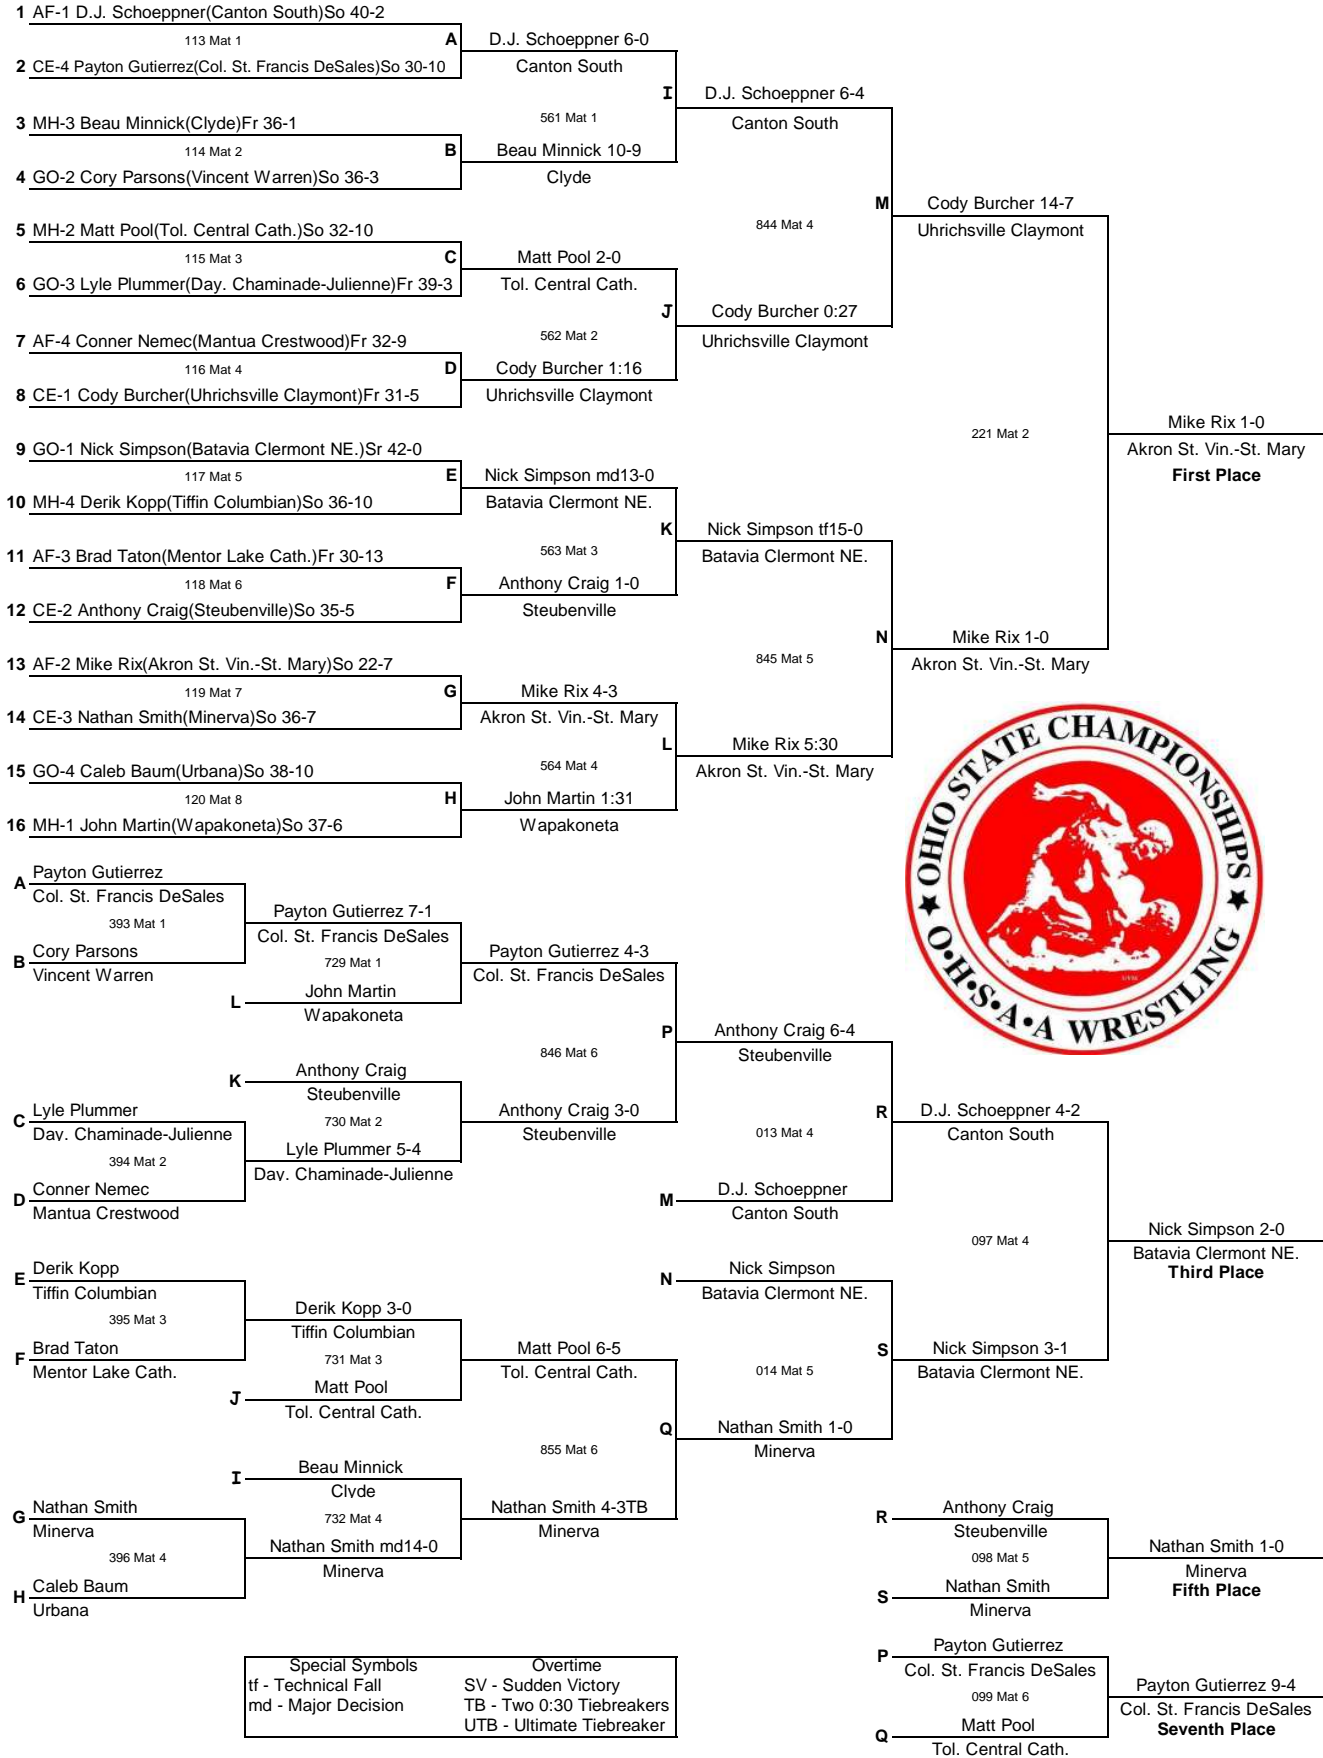 1 AF-1 D.J. Schoeppner(Canton South)So 40-2
113 Mat 1
A
2 CE-4 Payton Gutierrez(Col. St. Francis DeSales)So 30-10
D.J. Schoeppner 6-0
Canton South
3 MH-3 Beau Minnick(Clyde)Fr 36-1
114 Mat 2
B
4 GO-2 Cory Parsons(Vincent Warren)So 36-3
561 Mat 1
I
Beau Minnick 10-9
Clyde
D.J. Schoeppner 6-4
Canton South
5 MH-2 Matt Pool(Tol. Central Cath.)So 32-10
115 Mat 3
C
6 GO-3 Lyle Plummer(Day. Chaminade-Julienne)Fr 39-3
Matt Pool 2-0
Tol. Central Cath.
7 AF-4 Conner Nemec(Mantua Crestwood)Fr 32-9
116 Mat 4
D
8 CE-1 Cody Burcher(Uhrichsville Claymont)Fr 31-5
562 Mat 2
J
Cody Burcher 1:16
Uhrichsville Claymont
Cody Burcher 0:27
Uhrichsville Claymont
844 Mat 4
M
Cody Burcher 14-7
Uhrichsville Claymont
9 GO-1 Nick Simpson(Batavia Clermont NE.)Sr 42-0
117 Mat 5
E
10 MH-4 Derik Kopp(Tiffin Columbian)So 36-10
Nick Simpson md13-0
Batavia Clermont NE.
11 AF-3 Brad Taton(Mentor Lake Cath.)Fr 30-13
118 Mat 6
F
12 CE-2 Anthony Craig(Steubenville)So 35-5
563 Mat 3
K
Anthony Craig 1-0
Steubenville
Nick Simpson tf15-0
Batavia Clermont NE.
13 AF-2 Mike Rix(Akron St. Vin.-St. Mary)So 22-7
119 Mat 7
G
14 CE-3 Nathan Smith(Minerva)So 36-7
Mike Rix 4-3
Akron St. Vin.-St. Mary
15 GO-4 Caleb Baum(Urbana)So 38-10
120 Mat 8
H
16 MH-1 John Martin(Wapakoneta)So 37-6
564 Mat 4
L
John Martin 1:31
Wapakoneta
Mike Rix 5:30
Akron St. Vin.-St. Mary
845 Mat 5
N
Mike Rix 1-0
Akron St. Vin.-St. Mary
221 Mat 2
Mike Rix 1-0
Akron St. Vin.-St. Mary
First Place
★ OHIO STATE CHAMPIONSHIPS ★
O•H•S•A•A WRESTLING
A Payton Gutierrez
Col. St. Francis DeSales
393 Mat 1
B Cory Parsons
Vincent Warren
Payton Gutierrez 7-1
Col. St. Francis DeSales
729 Mat 1
L John Martin
Wapakoneta
Payton Gutierrez 4-3
Col. St. Francis DeSales
K Anthony Craig
Steubenville
730 Mat 2
C Lyle Plummer
Day. Chaminade-Julienne
394 Mat 2
D Conner Nemec
Mantua Crestwood
Lyle Plummer 5-4
Day. Chaminade-Julienne
846 Mat 6
P
Anthony Craig 3-0
Steubenville
Anthony Craig 6-4
Steubenville
013 Mat 4
R
M D.J. Schoeppner
Canton South
D.J. Schoeppner 4-2
Canton South
E Derik Kopp
Tiffin Columbian
395 Mat 3
F Brad Taton
Mentor Lake Cath.
Derik Kopp 3-0
Tiffin Columbian
731 Mat 3
J Matt Pool
Tol. Central Cath.
Matt Pool 6-5
Tol. Central Cath.
I Beau Minnick
Clyde
732 Mat 4
G Nathan Smith
Minerva
396 Mat 4
H Caleb Baum
Urbana
Nathan Smith md14-0
Minerva
855 Mat 6
Q
Nathan Smith 4-3TB
Minerva
N Nick Simpson
Batavia Clermont NE.
014 Mat 5
S
Nathan Smith 1-0
Minerva
Nick Simpson 3-1
Batavia Clermont NE.
097 Mat 4
Nick Simpson 2-0
Batavia Clermont NE.
Third Place
R Anthony Craig
Steubenville
098 Mat 5
S Nathan Smith
Minerva
Nathan Smith 1-0
Minerva
Fifth Place
P Payton Gutierrez
Col. St. Francis DeSales
099 Mat 6
Q Matt Pool
Tol. Central Cath.
Payton Gutierrez 9-4
Col. St. Francis DeSales
Seventh Place
Special Symbols
tf - Technical Fall
md - Major Decision
Overtime
SV - Sudden Victory
TB - Two 0:30 Tiebreakers
UTB - Ultimate Tiebreaker